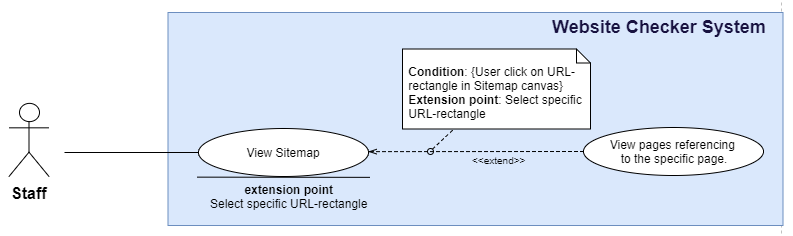 Website Checker System
Condition: {User click on URL-
rectangle in Sitemap canvas}
Extension point: Select specific
URL-rectangle
View Sitemap
<<extend>>
View pages referencing
to the specific page.
extension point
Select specific URL-rectangle
Staff